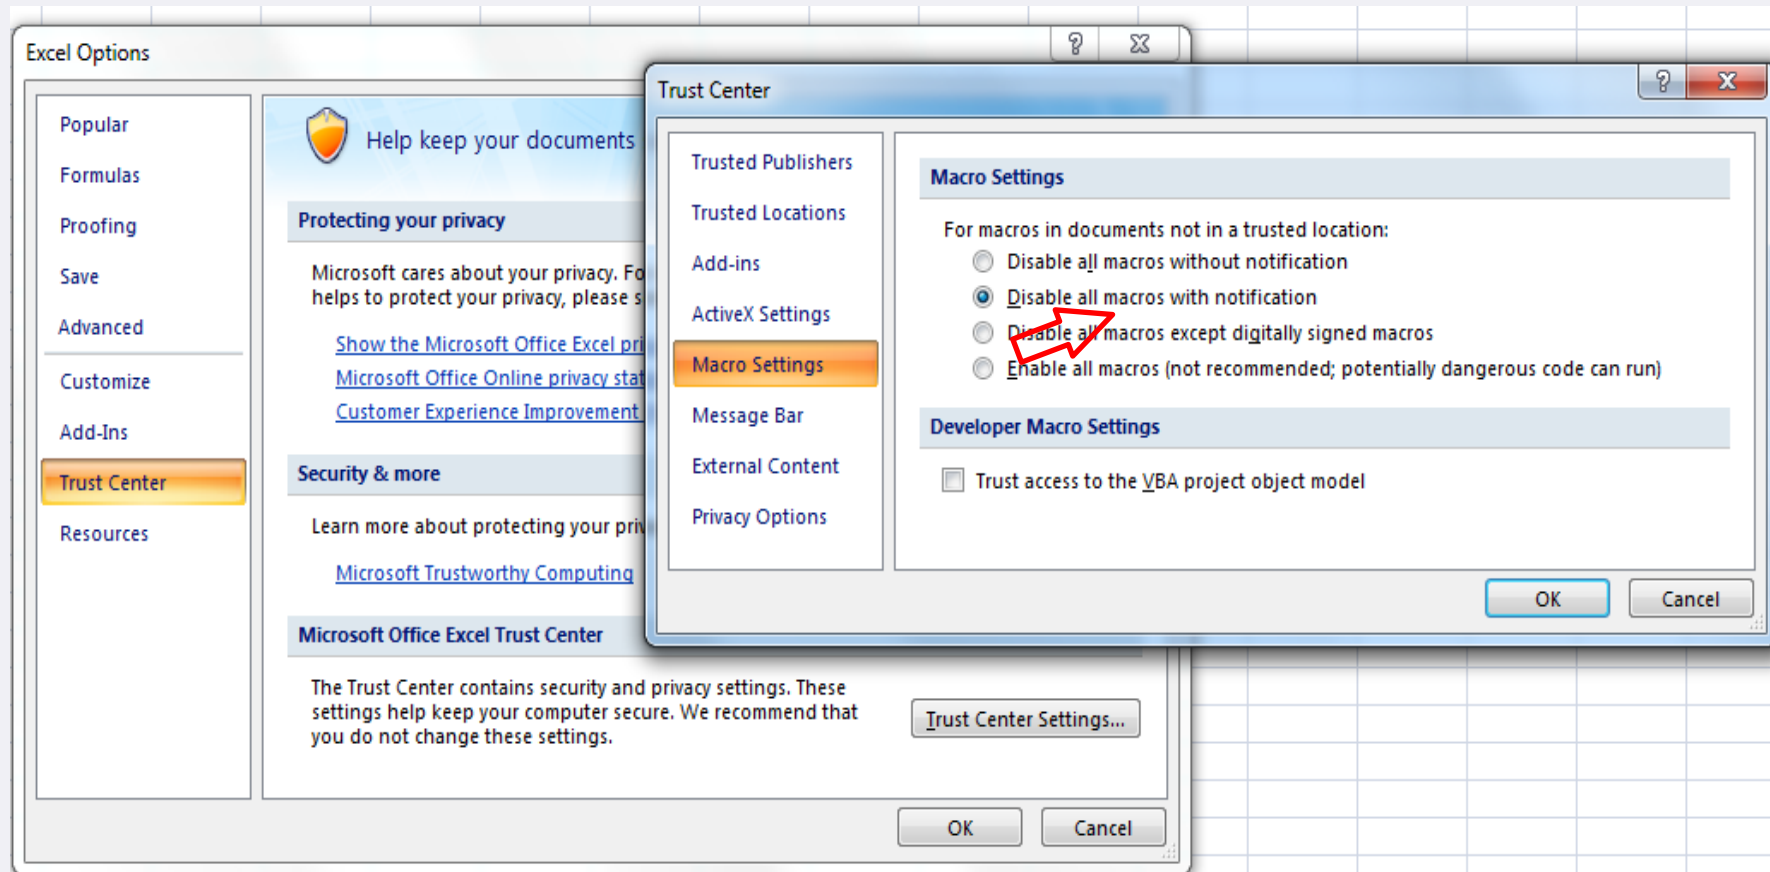 Excel Options
Popular
Formulas
Proofing
Save
Advanced
Customize
Add-Ins
Trust Center
Resources
Help keep your documents
Protecting your privacy
Microsoft cares about your privacy. Fo
helps to protect your privacy, please s
Show the Microsoft Office Excel pri
Microsoft Office Online privacy stat
Customer Experience Improvement
Security & more
Learn more about protecting your priv
Microsoft Trustworthy Computing
Microsoft Office Excel Trust Center
The Trust Center contains security and privacy settings. These
settings help keep your computer secure. We recommend that
you do not change these settings.
Trust Center Settings...
OK
Cancel
Trust Center
Trusted Publishers
Trusted Locations
Add-ins
ActiveX Settings
Macro Settings
Message Bar
External Content
Privacy Options
Macro Settings
For macros in documents not in a trusted location:
Disable all macros without notification
Disable all macros with notification
Disable all macros except digitally signed macros
Enable all macros (not recommended; potentially dangerous code can run)
Developer Macro Settings
Trust access to the VBA project object model
OK
Cancel